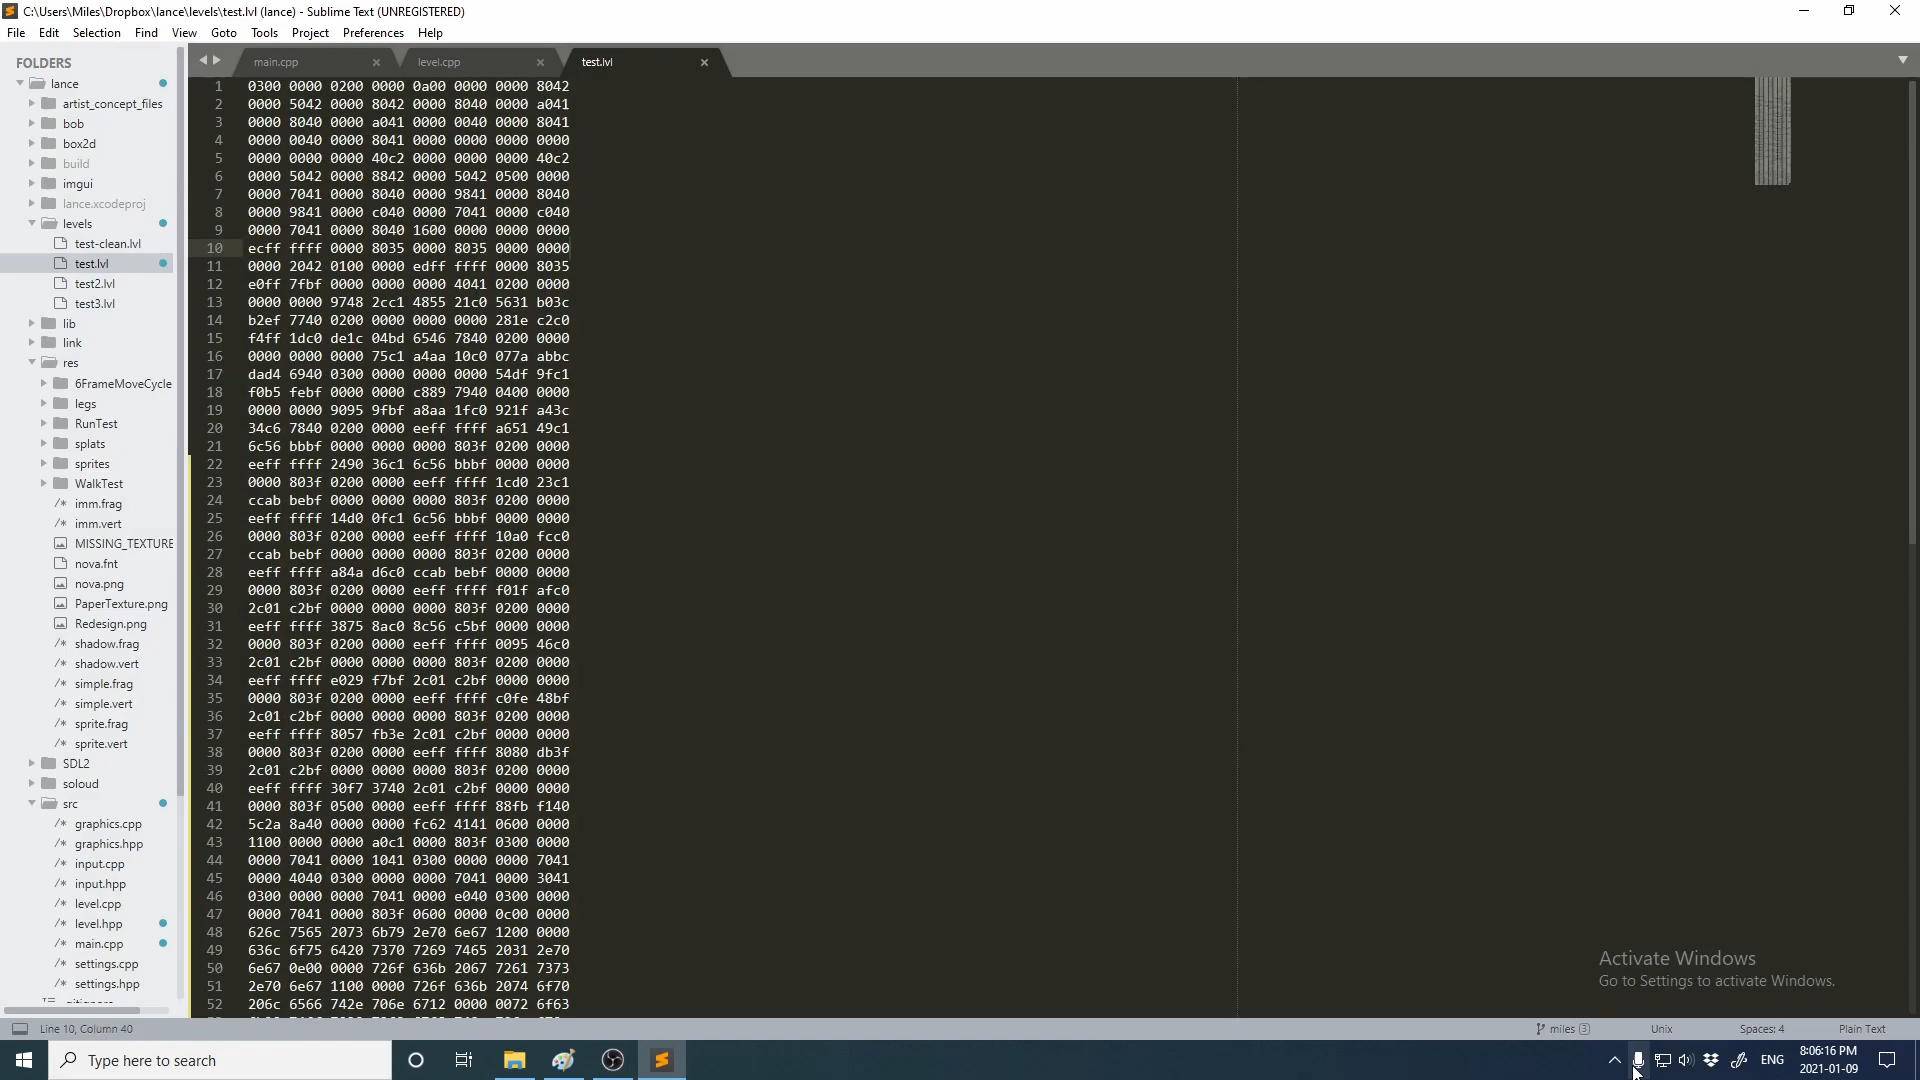 C:\Users\Miles\Dropbox\lance\levels\test.lvl (lance) - Sublime Text (UNREGISTERED)
File Edit Selection Find View Goto Tools Project Preferences Help
FOLDERS
lance
artist_concept_files
bob
box2d
build
imgui
lance.xcodeproj
levels
test-clean.lvl
test.lvl
test2.lvl
test3.lvl
lib
link
res
6FrameMoveCycle
legs
RunTest
splats
sprites
WalkTest
/* imm.frag
/* imm.vert
MISSING_TEXTURE
nova.fnt
nova.png
PaperTexture.png
Redesign.png
/* shadow.frag
/* shadow.vert
/* simple.frag
/* simple.vert
/* sprite.frag
/* sprite.vert
SDL2
soloud
src
/* graphics.cpp
/* graphics.hpp
/* input.cpp
/* input.hpp
/* level.cpp
/* level.hpp
/* main.cpp
/* settings.cpp
/* settings.hpp
main.cpp level.cpp test.lvl
1 0300 0000 0200 0000 0a00 0000 0000 8042
2 0000 5042 0000 8042 0000 8040 0000 a041
3 0000 8040 0000 a041 0000 0040 0000 8041
4 0000 0040 0000 8041 0000 0000 0000 0000
5 0000 0000 0000 40c2 0000 0000 0000 40c2
6 0000 5042 0000 8842 0000 5042 0500 0000
7 0000 7041 0000 8040 0000 9841 0000 8040
8 0000 9841 0000 c040 0000 7041 0000 c040
9 0000 7041 0000 8040 1600 0000 0000 0000
10 ecff ffff 0000 8035 0000 8035 0000 0000
11 0000 2042 0100 0000 edff ffff 0000 8035
12 e0ff 7fbf 0000 0000 0000 4041 0200 0000
13 0000 0000 9748 2cc1 4855 21c0 5631 b03c
14 b2ef 7740 0200 0000 0000 0000 281e c2c0
15 f4ff 1dc0 de1c 04bd 6546 7840 0200 0000
16 0000 0000 0000 75c1 a4aa 10c0 077a abbc
17 dad4 6940 0300 0000 0000 0000 54df 9fc1
18 f0b5 febf 0000 0000 c889 7940 0400 0000
19 0000 0000 9095 9fbf a8aa 1fc0 921f a43c
20 34c6 7840 0200 0000 eeff ffff a651 49c1
21 6c56 bbbf 0000 0000 0000 803f 0200 0000
22 eeff ffff 2490 36c1 6c56 bbbf 0000 0000
23 0000 803f 0200 0000 eeff ffff 1cd0 23c1
24 ccab bebf 0000 0000 0000 803f 0200 0000
25 eeff ffff 14d0 0fc1 6c56 bbbf 0000 0000
26 0000 803f 0200 0000 eeff ffff 10a0 fcc0
27 ccab bebf 0000 0000 0000 803f 0200 0000
28 eeff ffff a84a d6c0 ccab bebf 0000 0000
29 0000 803f 0200 0000 eeff ffff f01f afc0
30 2c01 c2bf 0000 0000 0000 803f 0200 0000
31 eeff ffff 3875 8ac0 8c56 c5bf 0000 0000
32 0000 803f 0200 0000 eeff ffff 0095 46c0
33 2c01 c2bf 0000 0000 0000 803f 0200 0000
34 eeff ffff e029 f7bf 2c01 c2bf 0000 0000
35 0000 803f 0200 0000 eeff ffff c0fe 48bf
36 2c01 c2bf 0000 0000 0000 803f 0200 0000
37 eeff ffff 8057 fb3e 2c01 c2bf 0000 0000
38 0000 803f 0200 0000 eeff ffff 8080 db3f
39 2c01 c2bf 0000 0000 0000 803f 0200 0000
40 eeff ffff 30f7 3740 2c01 c2bf 0000 0000
41 0000 803f 0500 0000 eeff ffff 88fb f140
42 5c2a 8a40 0000 0000 fc62 4141 0600 0000
43 1100 0000 0000 a0c1 0000 803f 0300 0000
44 0000 7041 0000 1041 0300 0000 0000 7041
45 0000 4040 0300 0000 0000 7041 0000 3041
46 0300 0000 0000 7041 0000 e040 0300 0000
47 0000 7041 0000 803f 0600 0000 0c00 0000
48 626c 7565 2073 6b79 2e70 6e67 1200 0000
49 636c 6f75 6420 7370 7269 7465 2031 2e70
50 6e67 0e00 0000 726f 636b 2067 7261 7373
51 2e70 6e67 1100 0000 726f 636b 2074 6f70
52 206c 6566 742e 706e 6712 0000 0072 6f63
Activate Windows
Go to Settings to activate Windows.
Line 10, Column 40 miles 3 Unix Spaces: 4 Plain Text
Type here to search
ENG
8:06:16 PM
2021-01-09